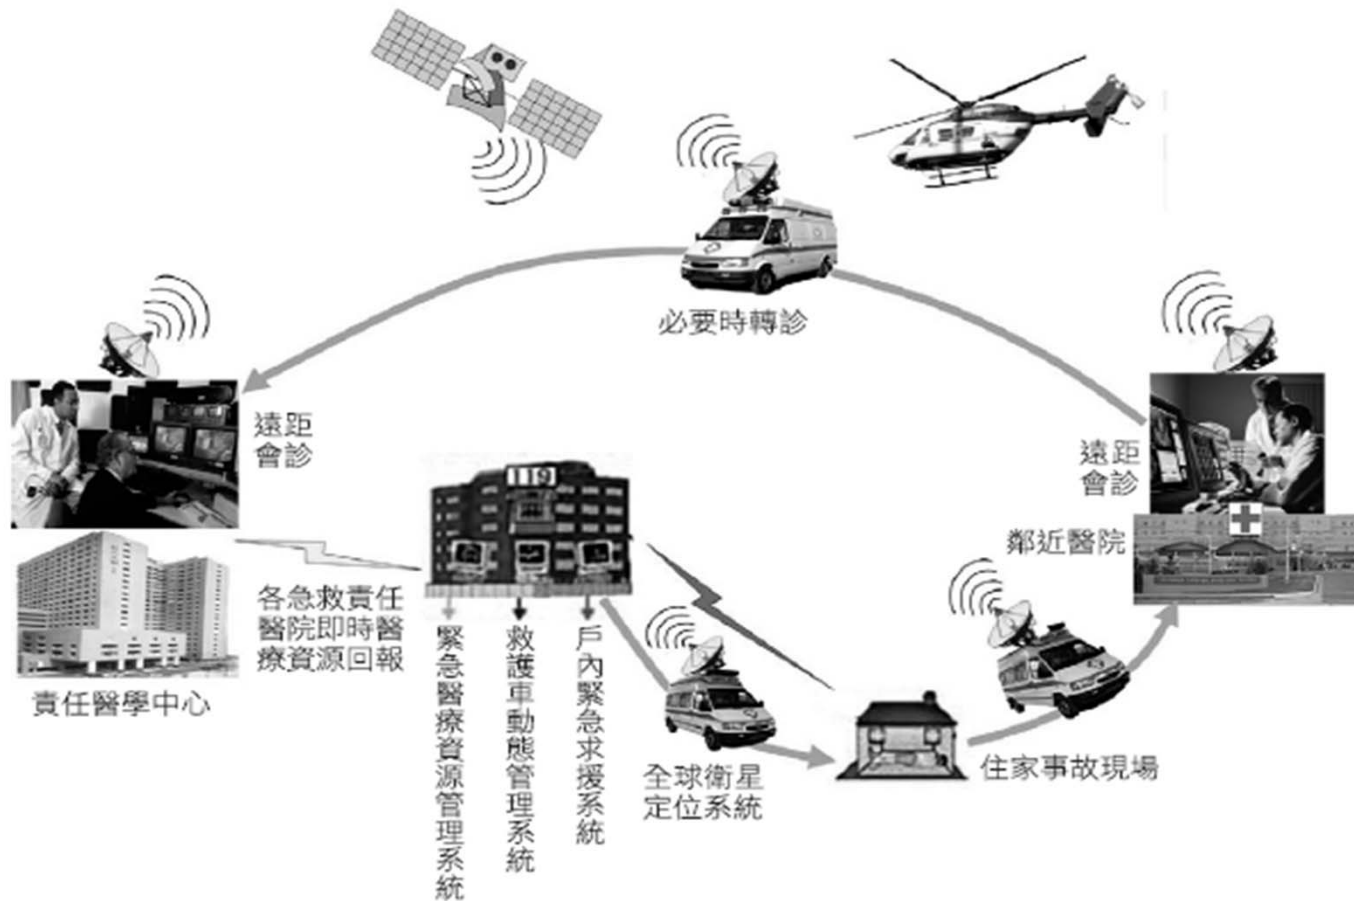 必要時轉診
遠距
會診
119
遠距
會診
鄰近醫院
各急救責任
醫院即時醫
療資源回報
責任醫學中心
緊急醫療資源管理系統
救護車動態管理系統
戶內緊急求援系統
全球衛星
定位系統
住家事故現場